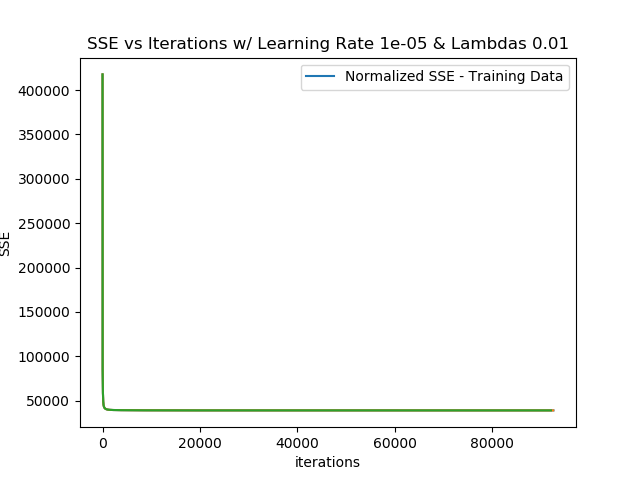 SSE vs Iterations w/ Learning Rate 1e-05 & Lambdas 0.01
Normalized SSE - Training Data
400000
350000
300000
250000
200000
150000
100000
50000
SSE
0 20000 40000 60000 80000
iterations